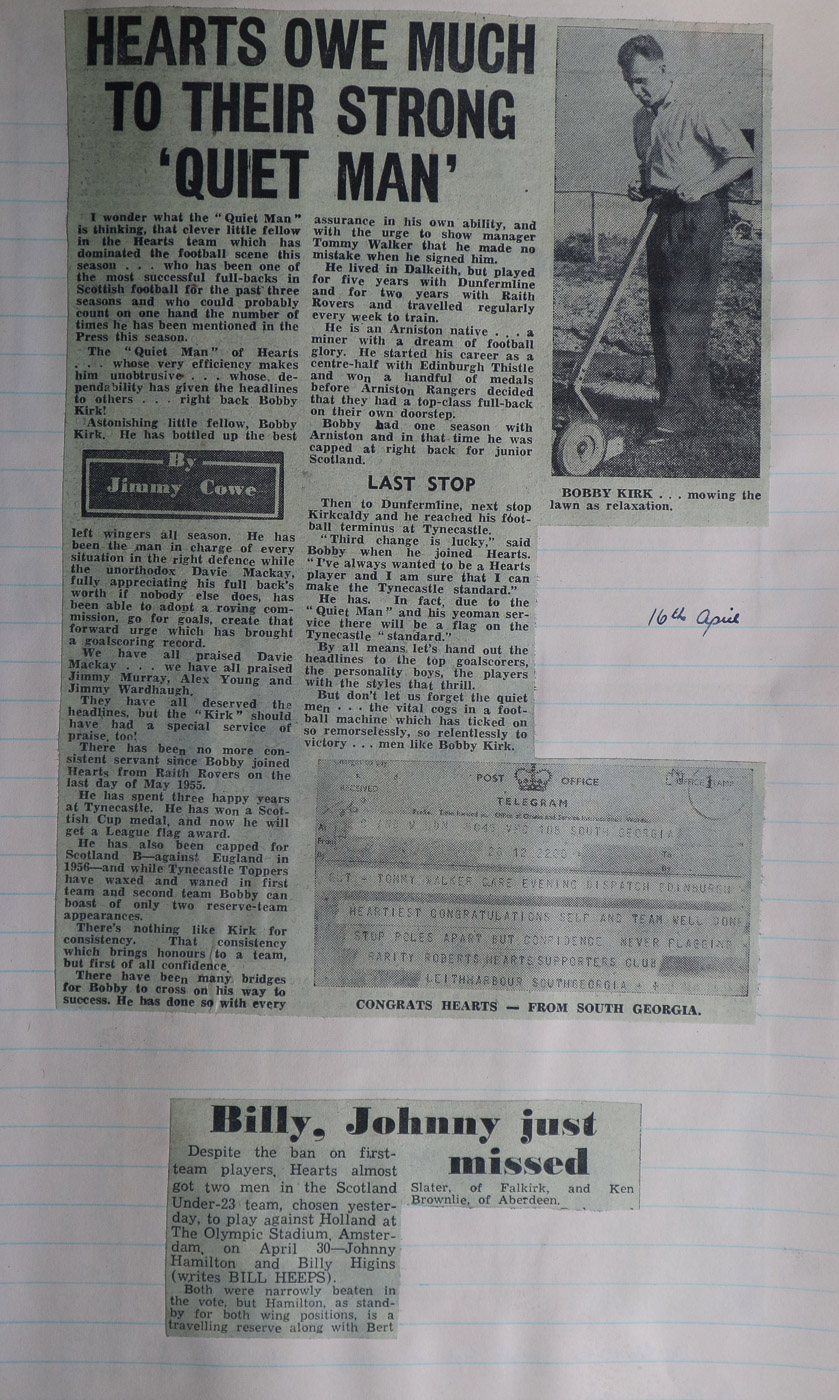 HEARTS OWE MUCH
TO THEIR STRONG
'QUIET MAN'
I wonder what the "Quiet Man"
is thinking, that clever little fellow
in the Hearts team which has
dominated the football scene this
season . . . who has been one of
the most successful full-backs in
Scottish football for the past three
seasons and who could probably
count on one hand the number of
times he has been mentioned in the
Press this season.
The "Quiet Man" of Hearts
. . . whose very efficiency makes
him unobtrusive . . . whose de-
pendability has given the headlines
to others . . . right back Bobby
Kirk!
Astonishing little fellow, Bobby
Kirk. He has bottled up the best
By
Jimmy Cowe
left wingers all season. He has
been the man in charge of every
situation in the right defence while
the unorthodox Davie Mackay,
fully appreciating his full back's
worth if nobody else does, has
been able to adopt a roving com-
mission, go for goals, create that
forward urge which has brought
a goalscoring record.
We have all praised Davie
Mackay . . . we have all praised
Jimmy Murray, Alex Young and
Jimmy Wardhaugh.
They have all deserved the
headlines, but the "Kirk" should
have had a special service of
praise, too!
There has been no more con-
sistent servant since Bobby joined
Hearts from Raith Rovers on the
last day of May 1955.
He has spent three happy years
at Tynecastle. He has won a Scot-
tish Cup medal, and now he will
get a League flag award.
He has also been capped for
Scotland B—against England in
1956—and while Tynecastle Toppers
have waxed and waned in first
team and second team Bobby can
boast of only two reserve-team
appearances.
There's nothing like Kirk for
consistency. That consistency
which brings honours to a team,
but first of all confidence.
There have been many bridges
for Bobby to cross on his way to
success. He has done so with every
assurance in his own ability, and
with the urge to show manager
Tommy Walker that he made no
mistake when he signed him.
He lived in Dalkeith, but played
for five years with Dunfermline
and for two years with Raith
Rovers and travelled regularly
every week to train.
He is an Arniston native . . . a
miner with a dream of football
glory. He started his career as a
centre-half with Edinburgh Thistle
and won a handful of medals
before Arniston Rangers decided
that they had a top-class full-back
on their own doorstep.
Bobby had one season with
Arniston and in that time he was
capped at right back for junior
Scotland.
LAST STOP
Then to Dunfermline, next stop
Kirkcaldy and he reached his foot-
ball terminus at Tynecastle.
"Third change is lucky," said
Bobby when he joined Hearts.
"I've always wanted to be a Hearts
player and I am sure that I can
make the Tynecastle standard."
He has. In fact, due to the
"Quiet Man" and his yeoman ser-
vice there will be a flag on the
Tynecastle "standard."
By all means let's hand out the
headlines to the top goalscorers,
the personality boys, the players
with the styles that thrill.
But don't let us forget the quiet
men . . . the vital cogs in a foot-
ball machine which has ticked on
so remorselessly, so relentlessly to
victory . . . men like Bobby Kirk.
BOBBY KIRK . . . mowing the
lawn as relaxation.
16th April
POST OFFICE
TELEGRAM
RECEIVED
SOUTH GEORGIA
To
By
From
TOMMY WALKER CARE EVENING DISPATCH EDINBURGH
HEARTIEST CONGRATULATIONS SELF AND TEAM WELL DONE
STOP POLES APART BUT CONFIDENCE NEVER FLAGGING
ROBERTS HEARTS SUPPORTERS CLUB
LEITHHARBOUR SOUTHGEORGIA
CONGRATS HEARTS — FROM SOUTH GEORGIA.
Billy, Johnny just
missed
Despite the ban on first-
team players, Hearts almost
got two men in the Scotland
Under-23 team, chosen yester-
day, to play against Holland at
The Olympic Stadium, Amster-
dam, on April 30—Johnny
Hamilton and Billy Higins
(writes BILL HEEPS).
Both were narrowly beaten in
the vote, but Hamilton, as stand-
by for both wing positions, is a
travelling reserve along with Bert
Slater, of Falkirk, and Ken
Brownlie, of Aberdeen.